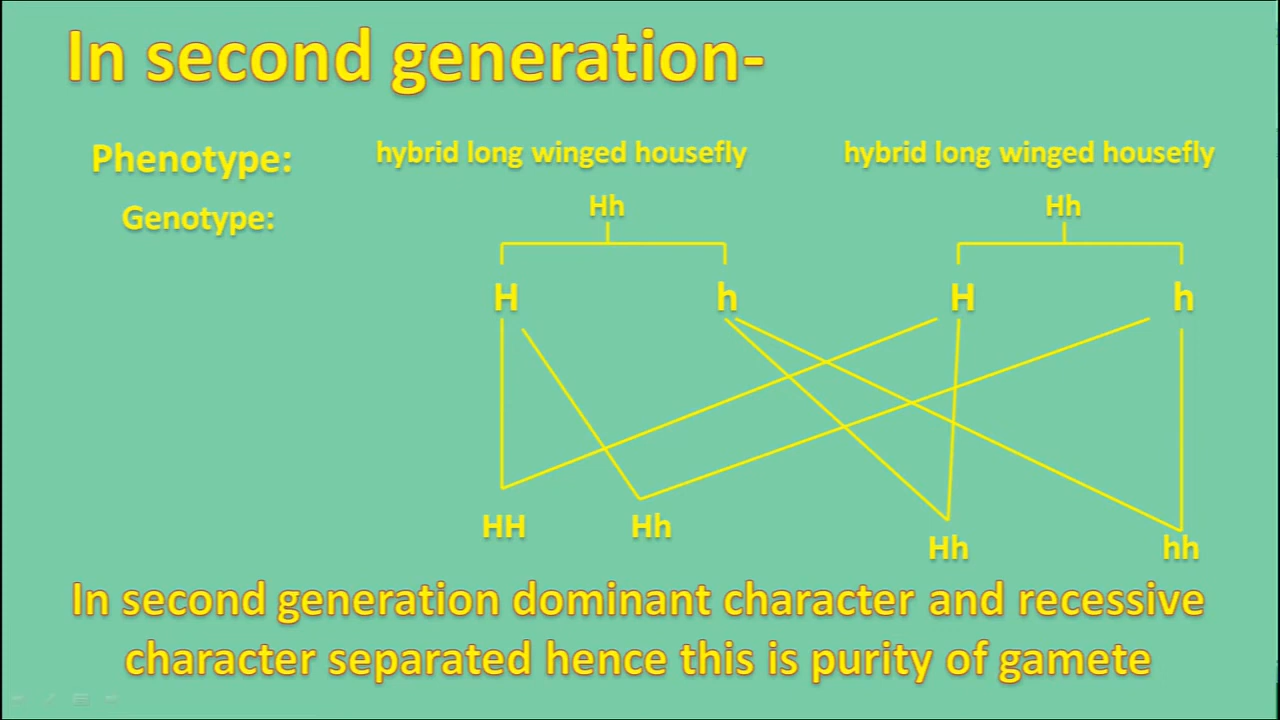 In second generation-
Phenotype: hybrid long winged housefly hybrid long winged housefly
Genotype: Hh Hh
H h H h
HH Hh Hh hh
In second generation dominant character and recessive
character separated hence this is purity of gamete